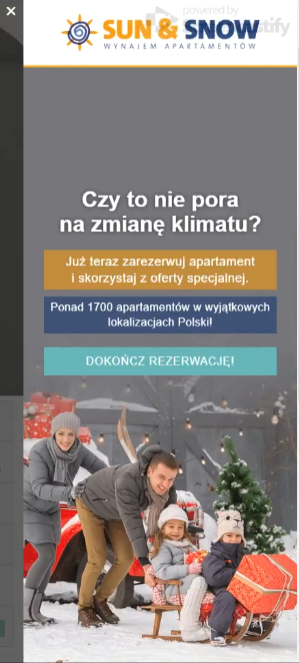 powered by
SUN & SNOW
WYNAJEM APARTAMENTÓW
Czy to nie pora
na zmianę klimatu?
Już teraz zarezerwuj apartament
i skorzystaj z oferty specjalnej.
Ponad 1700 apartamentów w wyjątkowych
lokalizacjach Polski!
DOKOŃCZ REZERWACJĘ!